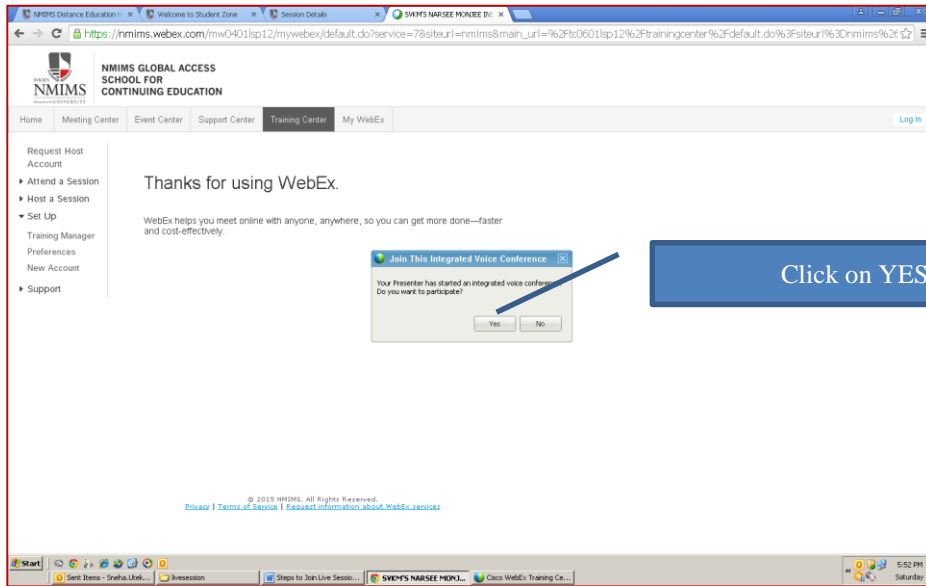 NMIMS Distance Education
Welcome to Student Zone
Session Details
SVKM'S NARSEE MONJEE INS
https://nmims.webex.com/mw0401lsp12/mywebex/default.do?service=7&siteurl=nmims&main_url=%2Ftc0601lsp12%2Ftrainingcenter%2Fdefault.do%3Fsiteurl%3Dnmims%26
NMIMS
NMIMS GLOBAL ACCESS
SCHOOL FOR
CONTINUING EDUCATION
Home Meeting Center Event Center Support Center Training Center My WebEx Log In
Request Host
Account
Attend a Session
Host a Session
Set Up
Training Manager
Preferences
New Account
Support
Thanks for using WebEx.
WebEx helps you meet online with anyone, anywhere, so you can get more done—faster
and cost-effectively.
Join This Integrated Voice Conference
Your Presenter has started an integrated voice
Do you want to participate?
Yes No
Click on YES
© 2015 NMIMS. All Rights Reserved.
Privacy | Terms of Service | Request information about WebEx services
Start
Sent Items - Sneha.Utek...
livesession
Steps to Join Live Sessio...
SVKM'S NARSEE MONJ...
Cisco WebEx Training Ce...
5:52 PM
Saturday